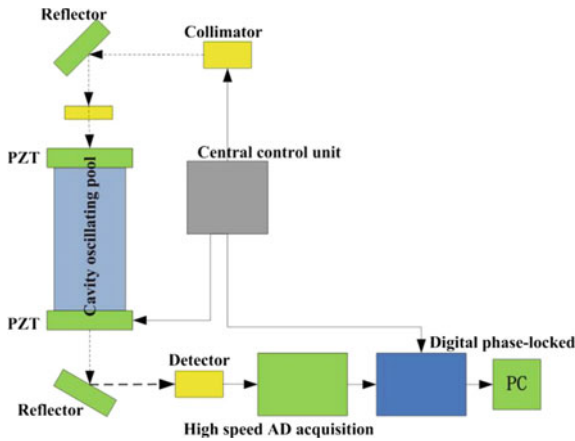 Reflector
Collimator
PZT
Central control unit
Cavity oscillating pool
PZT
Detector
Digital phase-locked
PC
Reflector
High speed AD acquisition